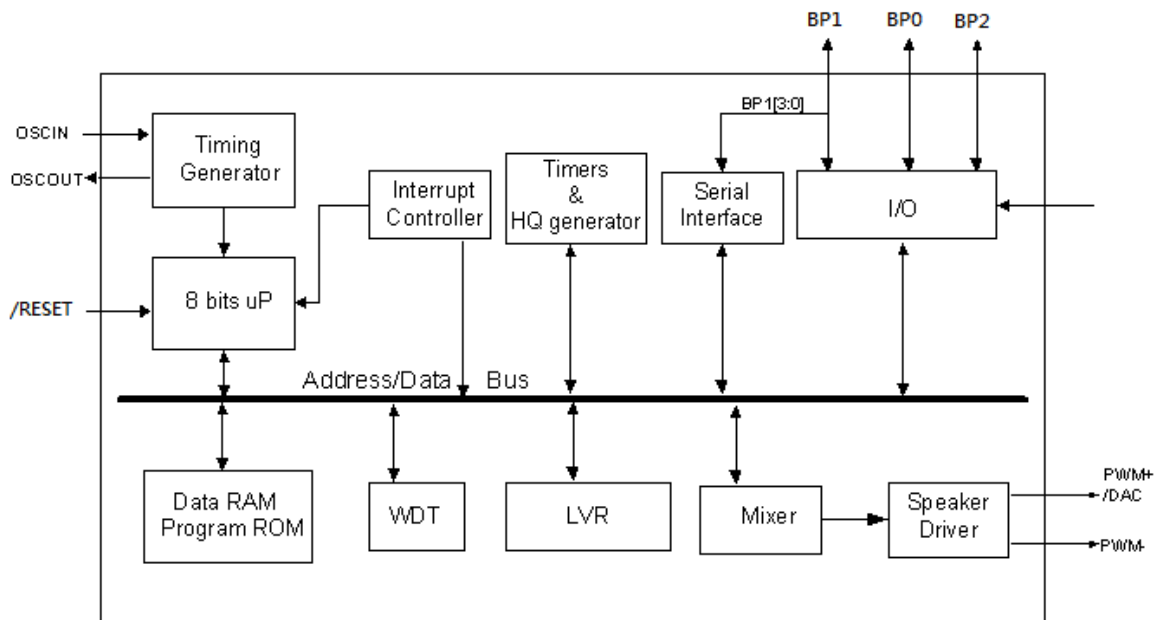 BP1
BP0
BP2
BP1[3:0]
OSCIN
OSCOUT
Timing
Generator
Interrupt
Controller
Timers
&
HQ generator
Serial
Interface
I/O
/RESET
8 bits uP
Address/Data Bus
Data RAM
Program ROM
WDT
LVR
Mixer
Speaker
Driver
PWM+
/DAC
PWM-